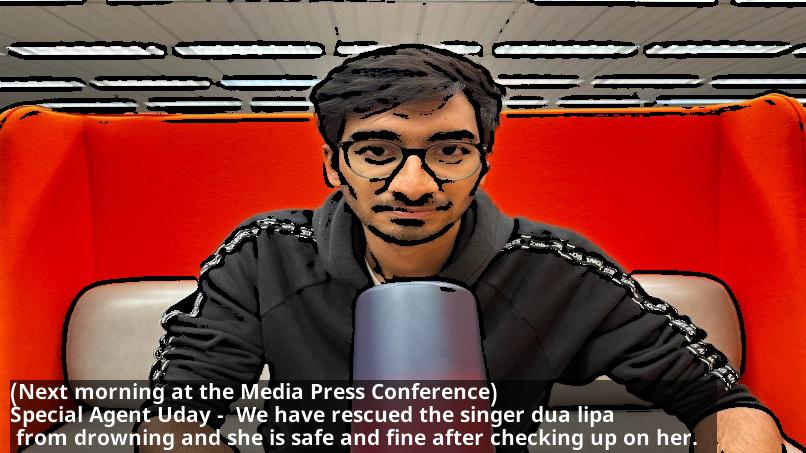 (Next morning at the Media Press Conference)
Special Agent Uday -  We have rescued the singer dua lipa
from drowning and she is safe and fine after checking up on her.